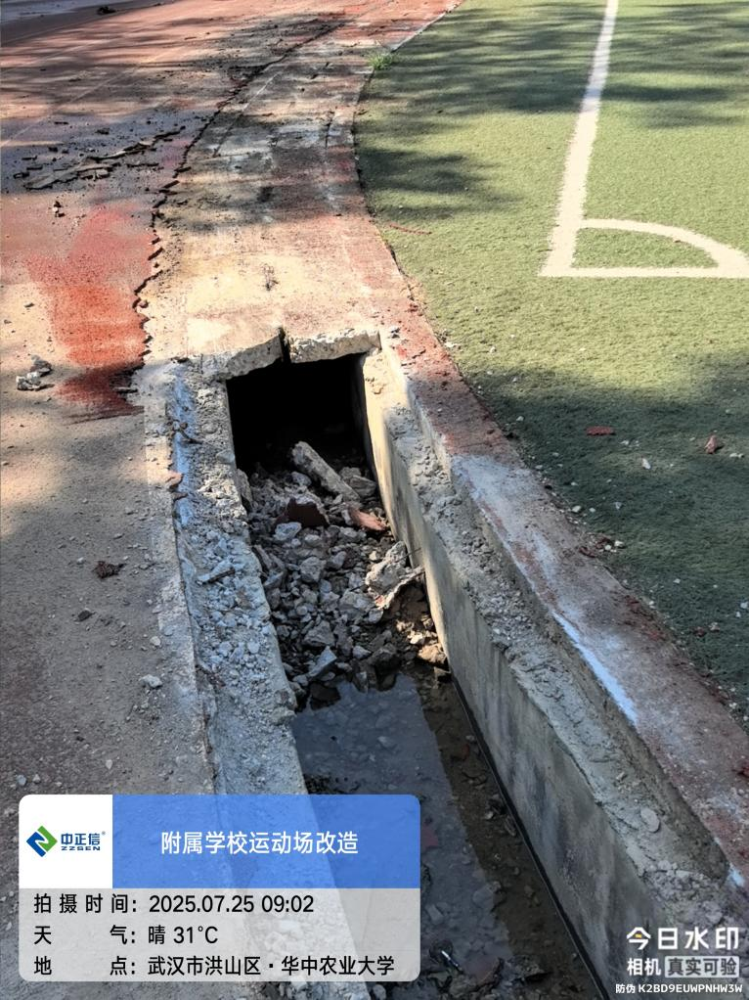 中正信®
ZZSEN
附属学校运动场改造
拍摄时间：2025.07.25 09:02
天气：晴 31°C
地点：武汉市洪山区·华中农业大学
今日水印
相机 真实可验
防伪 K2BD9EUWPNHW3W